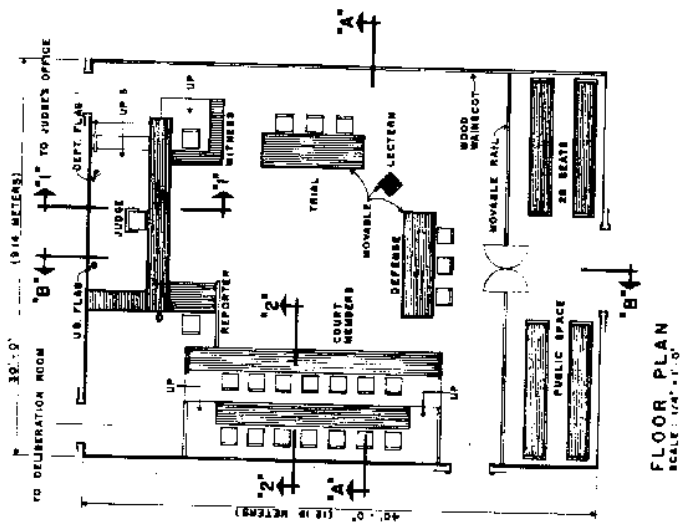 "A"
30'-0"
(9.14 METERS)
TO DELIBERATION ROOM
TO JUDGE'S OFFICE
"B"
"1"
U.S. FLAG
DEPT. FLAG
JUDGE
UP 3
UP
REPORTER
"1"
WITNESS
UP
"2"
COURT
MEMBERS
TRIAL
MOVABLE
LECTERN
DEFENSE
UP
"2"
"A"
40'-0"
(12.19 METERS)
WOOD
WAINSCOT
MOVABLE RAIL
PUBLIC SPACE
28 SEATS
"B"
FLOOR PLAN
SCALE: 1/4" = 1'-0"